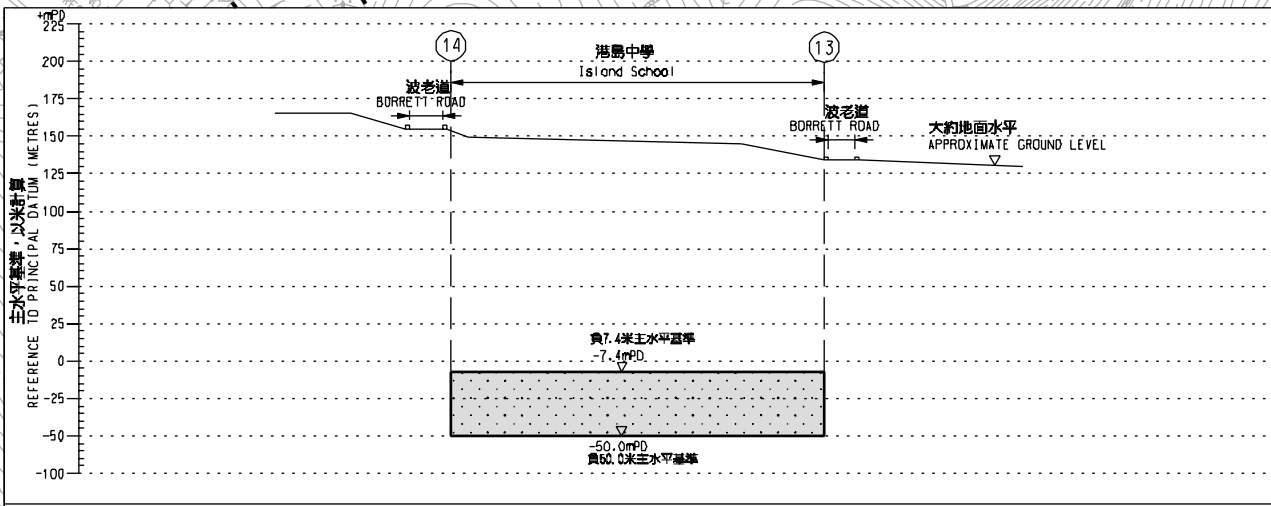 +mPD
225
200
175
150
125
100
75
50
25
0
-25
-50
-100
主水平基準，以米計算
REFERENCE TO PRINCIPAL DATUM (METRES)
14
港島中學
Island School
13
波老道
BORRETT ROAD
波老道
BORRETT ROAD
大約地面水平
APPROXIMATE GROUND LEVEL
負7.4米主水平基準
-7.4mPD
-50.0mPD
負50.0米主水平基準